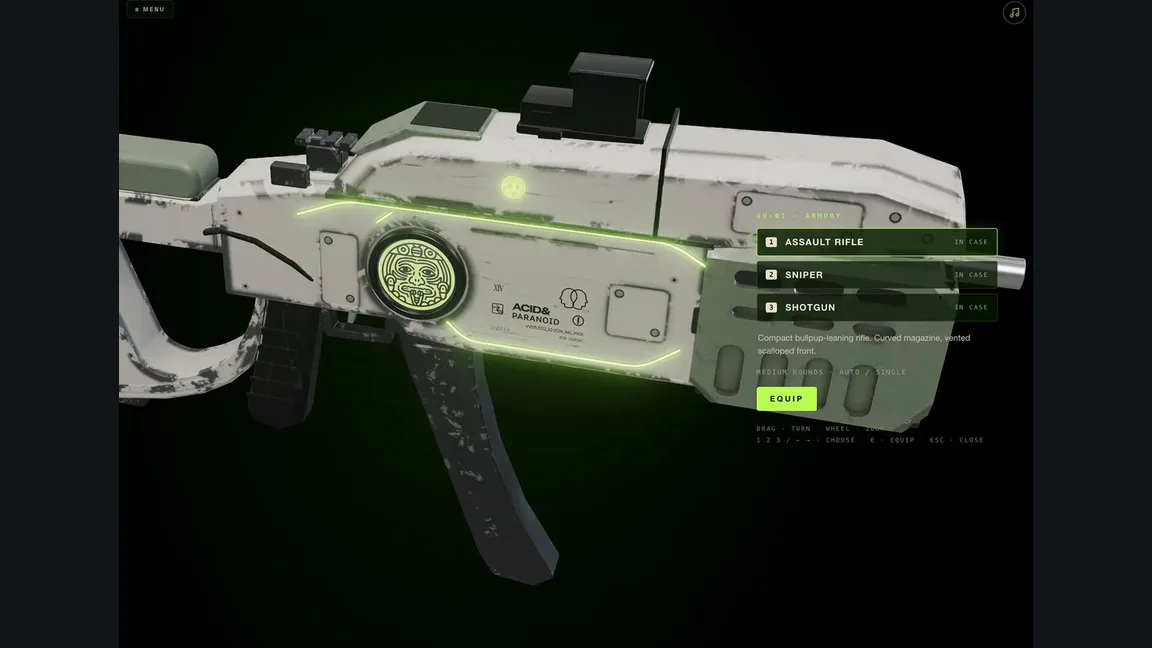 ≡ MENU
VV-01 · ARMORY
1 ASSAULT RIFLE IN CASE
2 SNIPER IN CASE
3 SHOTGUN IN CASE
Compact bullpup-leaning rifle. Curved magazine, vented
scalloped front.
MEDIUM ROUNDS · AUTO / SINGLE
EQUIP
DRAG · TURN WHEEL · ZOOM
1 2 3 / ← → · CHOOSE E · EQUIP ESC · CLOSE
XIV
ACID&
PARANOID